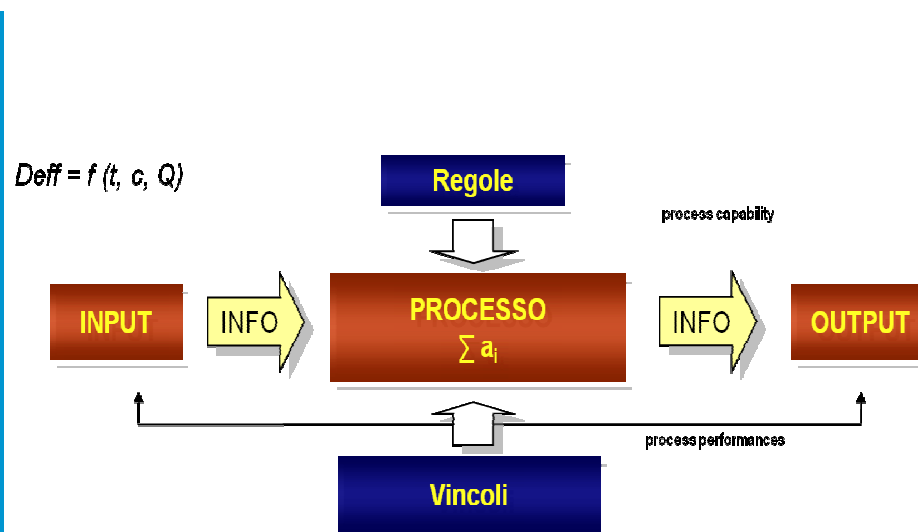 Deff = f (t, c, Q)
Regole
process capability
INPUT
INFO
PROCESSO
∑ ai
INFO
OUTPUT
process performances
Vincoli